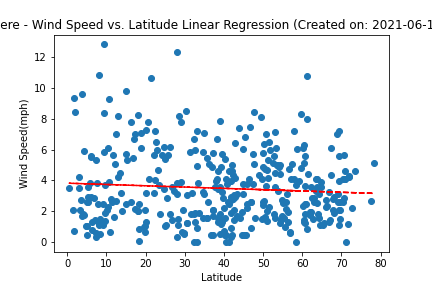 ere - Wind Speed vs. Latitude Linear Regression (Created on: 2021-06-1
12
10
8
6
4
2
0
Wind Speed(mph)
0 10 20 30 40 50 60 70 80
Latitude